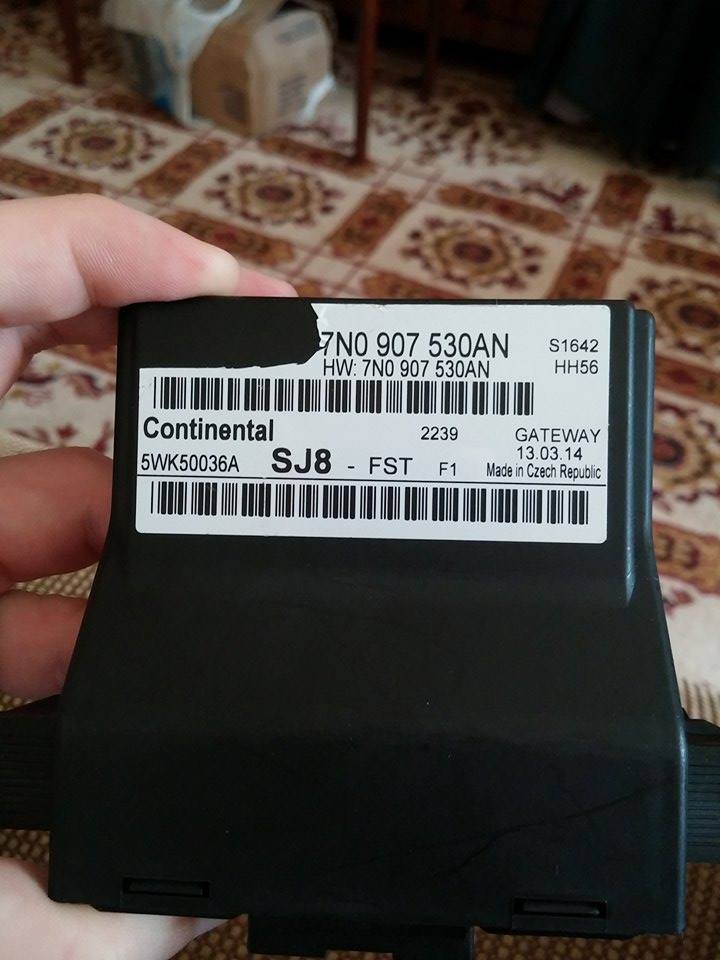 7N0 907 530AN
S1642
HW: 7N0 907 530AN
HH56
Continental
2239
GATEWAY
13.03.14
5WK50036A
SJ8 - FST F1
Made in Czech Republic